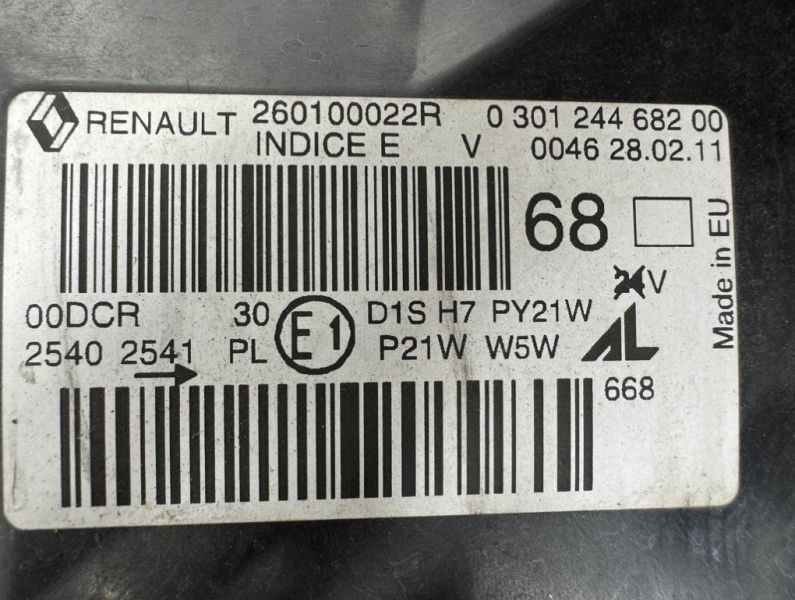 RENAULT 260100022R 0 301 244 682 00
INDICE E V 0046 28.02.11
68
Made in EU
V
00DCR 30 E1 D1S H7 PY21W
2540 2541 PL P21W W5W AL
668